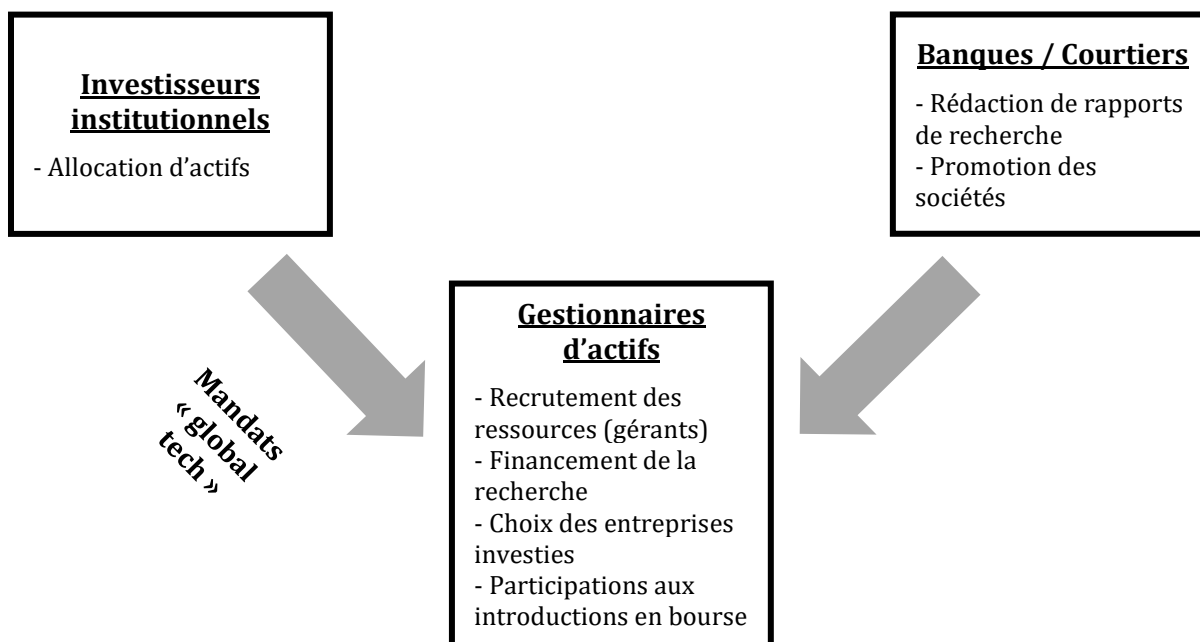 Investisseurs
institutionnels
- Allocation d’actifs
Banques / Courtiers
- Rédaction de rapports
de recherche
- Promotion des
sociétés
Mandats
« global
tech »
Gestionnaires
d’actifs
- Recrutement des
ressources (gérants)
- Financement de la
recherche
- Choix des entreprises
investies
- Participations aux
introductions en bourse